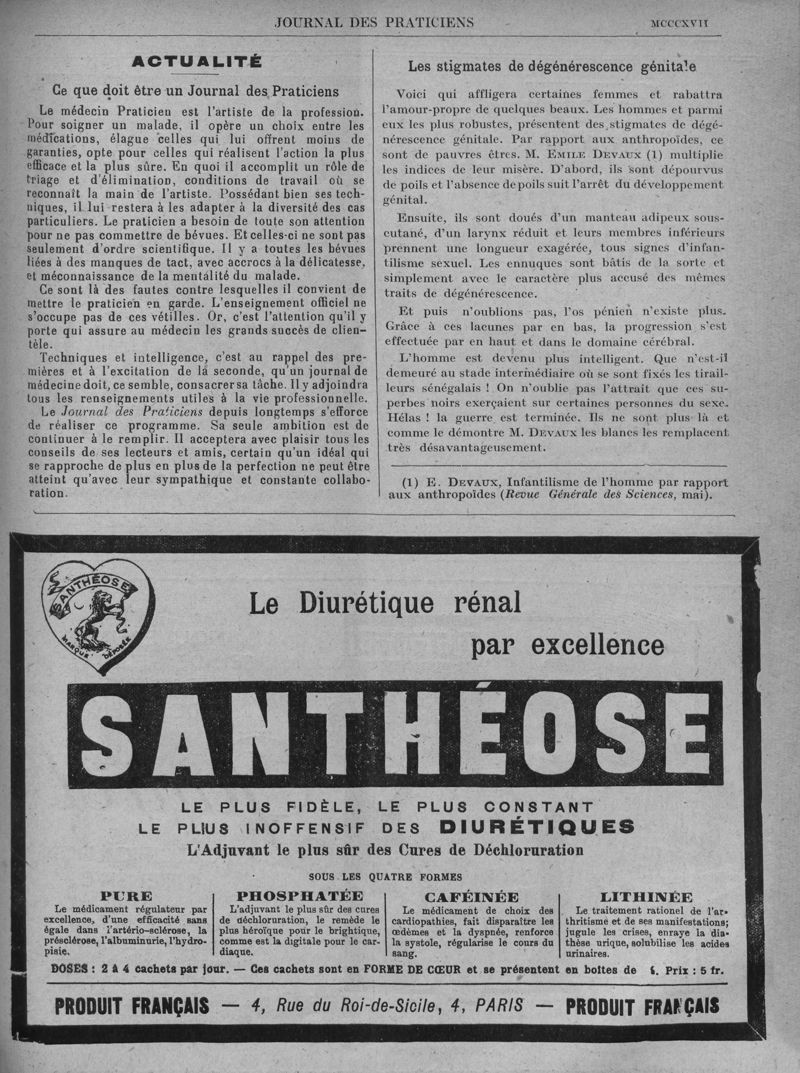 JOURNAL DES PRATICIENS
MCCCXVII
ACTUALITÉ
Ce que doit être un Journal des Praticiens
Le médecin Praticien est l'artiste de la profession.
Pour soigner un malade, il opère un choix entre les
médications, élague celles qui lui offrent moins de
garanties, opte pour celles qui réalisent l'action la plus
efficace et la plus sûre. En quoi il accomplit un rôle de
triage et d'élimination, conditions de travail où se
reconnaît la main de l'artiste. Possédant bien ses tech-
niques, il lui restera à les adapter à la diversité des cas
particuliers. Le praticien a besoin de toute son attention
pour ne pas commettre de bévues. Et celles-ci ne sont pas
seulement d'ordre scientifique. Il y a toutes les bévues
liées à des manques de tact, avec accrocs à la délicatesse,
et méconnaissance de la mentalité du malade.
Ce sont là des fautes contre lesquelles il convient de
mettre le praticien en garde. L'enseignement officiel ne
s'occupe pas de ces vétilles. Or, c'est l'attention qu'il y
porte qui assure au médecin les grands succès de clien-
tèle.
Techniques et intelligence, c'est au rappel des pre-
mières et à l'excitation de la seconde, qu'un journal de
médecine doit, ce semble, consacrer sa tâche. Il y adjoindra
tous les renseignements utiles à la vie professionnelle.
Le Journal des Praticiens depuis longtemps s'efforce
de réaliser ce programme. Sa seule ambition est de
continuer à le remplir. Il acceptera avec plaisir tous les
conseils de ses lecteurs et amis, certain qu'un idéal qui
se rapproche de plus en plus de la perfection ne peut être
atteint qu'avec leur sympathique et constante collabo-
ration.
Les stigmates de dégénérescence génitale
Voici qui affligera certaines femmes et rabattra
l'amour-propre de quelques beaux. Les hommes et parmi
eux les plus robustes, présentent des stigmates de dégé-
nérescence génitale. Par rapport aux anthropoïdes, ce
sont de pauvres êtres. M. EMILE DEVAUX (1) multiplie
les indices de leur misère. D'abord, ils sont dépourvus
de poils et l'absence de poils suit l'arrêt du développement
génital.
Ensuite, ils sont doués d'un manteau adipeux sous-
cutané, d'un larynx réduit et leurs membres inférieurs
prennent une longueur exagérée, tous signes d'infan-
tilisme sexuel. Les ennuques sont bâtis de la sorte et
simplement avec le caractère plus accusé des mêmes
traits de dégénérescence.
Et puis n'oublions pas, l'os pénien n'existe plus.
Grâce à ces lacunes par en bas, la progression s'est
effectuée par en haut et dans le domaine cérébral.
L'homme est devenu plus intelligent. Que n'est-il
demeuré au stade intermédiaire où se sont fixés les tirail-
leurs sénégalais ! On n'oublie pas l'attrait que ces su-
perbes noirs exerçaient sur certaines personnes du sexe.
Hélas ! la guerre est terminée. Ils ne sont plus là et
comme le démontre M. DEVAUX les blancs les remplacent
très désavantageusement.
(1) E. DEVAUX, Infantilisme de l'homme par rapport
aux anthropoïdes (Revue Générale des Sciences, mai).
SANTHÉOSE
MARQUE DÉPOSÉE
Le Diurétique rénal
par excellence
SANTHÉOSE
LE PLUS FIDÈLE, LE PLUS CONSTANT
LE PLUS INOFFENSIF DES DIURÉTIQUES
L'Adjuvant le plus sûr des Cures de Déchloruration
SOUS LES QUATRE FORMES
PURE
Le médicament régulateur par
excellence, d'une efficacité sans
égale dans l'artério-sclérose, la
présclérose, l'albuminurie, l'hydro-
pisie.
PHOSPHATÉE
L'adjuvant le plus sûr des cures
de déchloruration, le remède le
plus héroïque pour le brightique,
comme est la digitale pour le car-
diaque.
CAFÉINÉE
Le médicament de choix des
cardiopathies, fait disparaître les
œdèmes et la dyspnée, renforce
la systole, régularise le cours du
sang.
LITHINÉE
Le traitement rationel de l'ar-
thritisme et de ses manifestations;
jugule les crises, enraye la dia-
thèse urique, solubilise les acides
urinaires.
DOSES : 2 à 4 cachets par jour. — Ces cachets sont en FORME DE CŒUR et se présentent en boîtes de Prix : 5 fr.
PRODUIT FRANÇAIS — 4, Rue du Roi-de-Sicile, 4, PARIS — PRODUIT FRANÇAIS